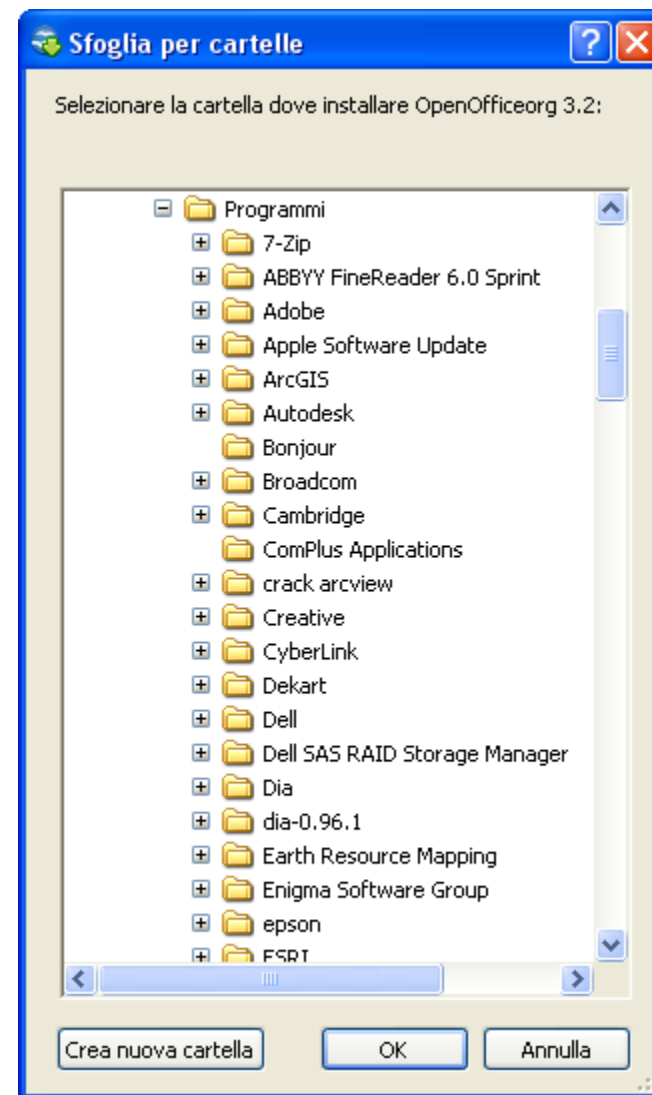 Sfoglia per cartelle
Selezionare la cartella dove installare OpenOfficeorg 3.2:
Programmi
7-Zip
ABBYY FineReader 6.0 Sprint
Adobe
Apple Software Update
ArcGIS
Autodesk
Bonjour
Broadcom
Cambridge
ComPlus Applications
crack arcview
Creative
CyberLink
Dekart
Dell
Dell SAS RAID Storage Manager
Dia
dia-0.96.1
Earth Resource Mapping
Enigma Software Group
epson
ESRI
Crea nuova cartella OK Annulla